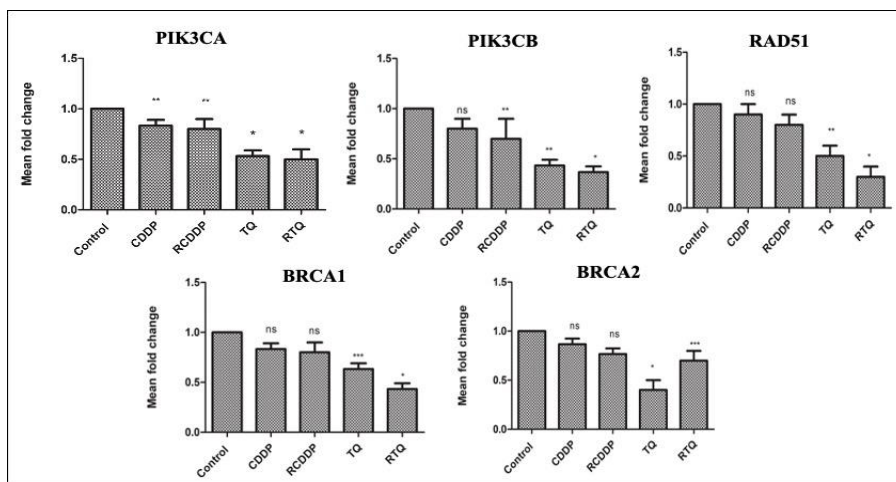 PIK3CA
Mean fold change
1.5
1.0
0.5
0.0
**
**
*
*
Control
CDDP
RCDDP
TQ
RTQ
PIK3CB
Mean fold change
1.5
1.0
0.5
0.0
ns
**
**
*
Control
CDDP
RCDDP
TQ
RTQ
RAD51
Mean fold change
1.5
1.0
0.5
0.0
ns
ns
**
*
Control
CDDP
RCDDP
TQ
RTQ
BRCA1
Mean fold change
1.5
1.0
0.5
0.0
ns
ns
***
*
Control
CDDP
RCDDP
TQ
RTQ
BRCA2
Mean fold change
1.5
1.0
0.5
0.0
ns
ns
*
***
Control
CDDP
RCDDP
TQ
RTQ